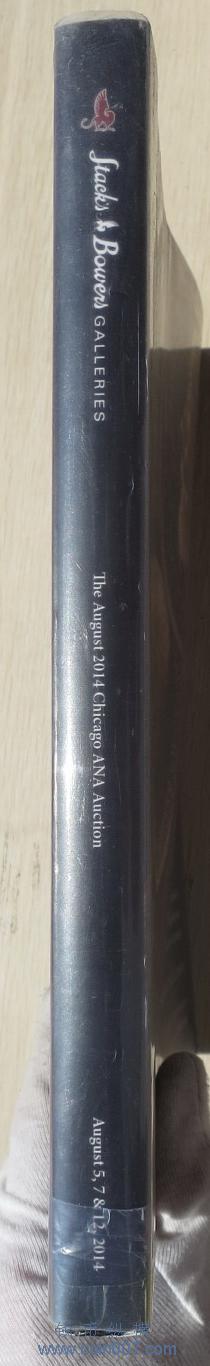 Stack's Bowers GALLERIES
The August 2014 Chicago ANA Auction
August 5, 7 & 12, 2014